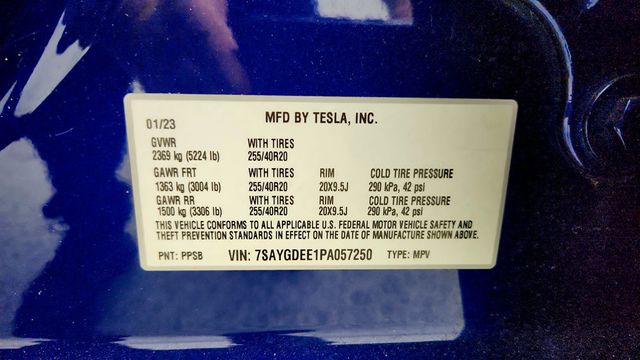 01/23 MFD BY TESLA, INC.
GVWR WITH TIRES
2369 kg (5224 lb) 255/40R20
GAWR FRT WITH TIRES RIM COLD TIRE PRESSURE
1363 kg (3004 lb) 255/40R20 20X9.5J 290 kPa, 42 psi
GAWR RR WITH TIRES RIM COLD TIRE PRESSURE
1500 kg (3306 lb) 255/40R20 20X9.5J 290 kPa, 42 psi
THIS VEHICLE CONFORMS TO ALL APPLICABLE U.S. FEDERAL MOTOR VEHICLE SAFETY AND
THEFT PREVENTION STANDARDS IN EFFECT ON THE DATE OF MANUFACTURE SHOWN ABOVE.
PNT: PPSB VIN: 7SAYGDEE1PA057250 TYPE: MPV